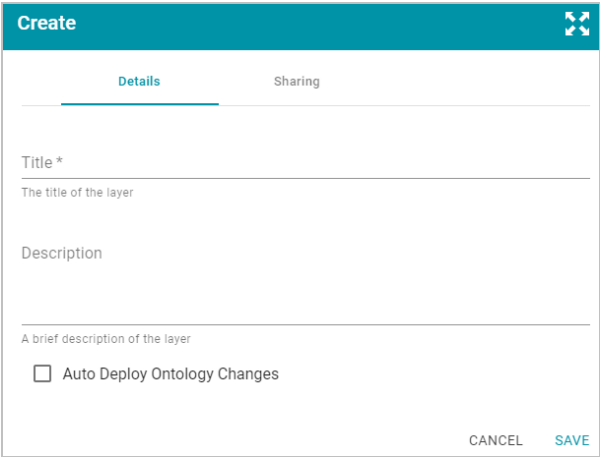 Create
Details Sharing
Title *
The title of the layer
Description
A brief description of the layer
Auto Deploy Ontology Changes
CANCEL SAVE